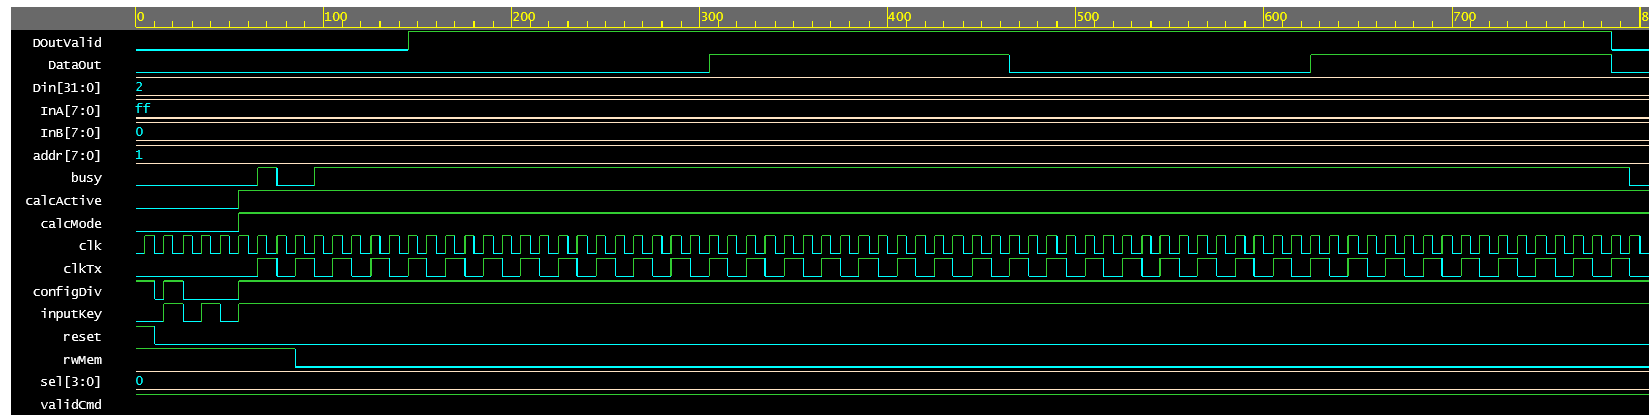 0 100 200 300 400 500 600 700 8
DOutValid
DataOut
Din[31:0] 2
InA[7:0] ff
InB[7:0] 0
addr[7:0] 1
busy
calcActive
calcMode
clk
clkTx
configDiv
inputKey
reset
rwMem
sel[3:0] 0
validCmd